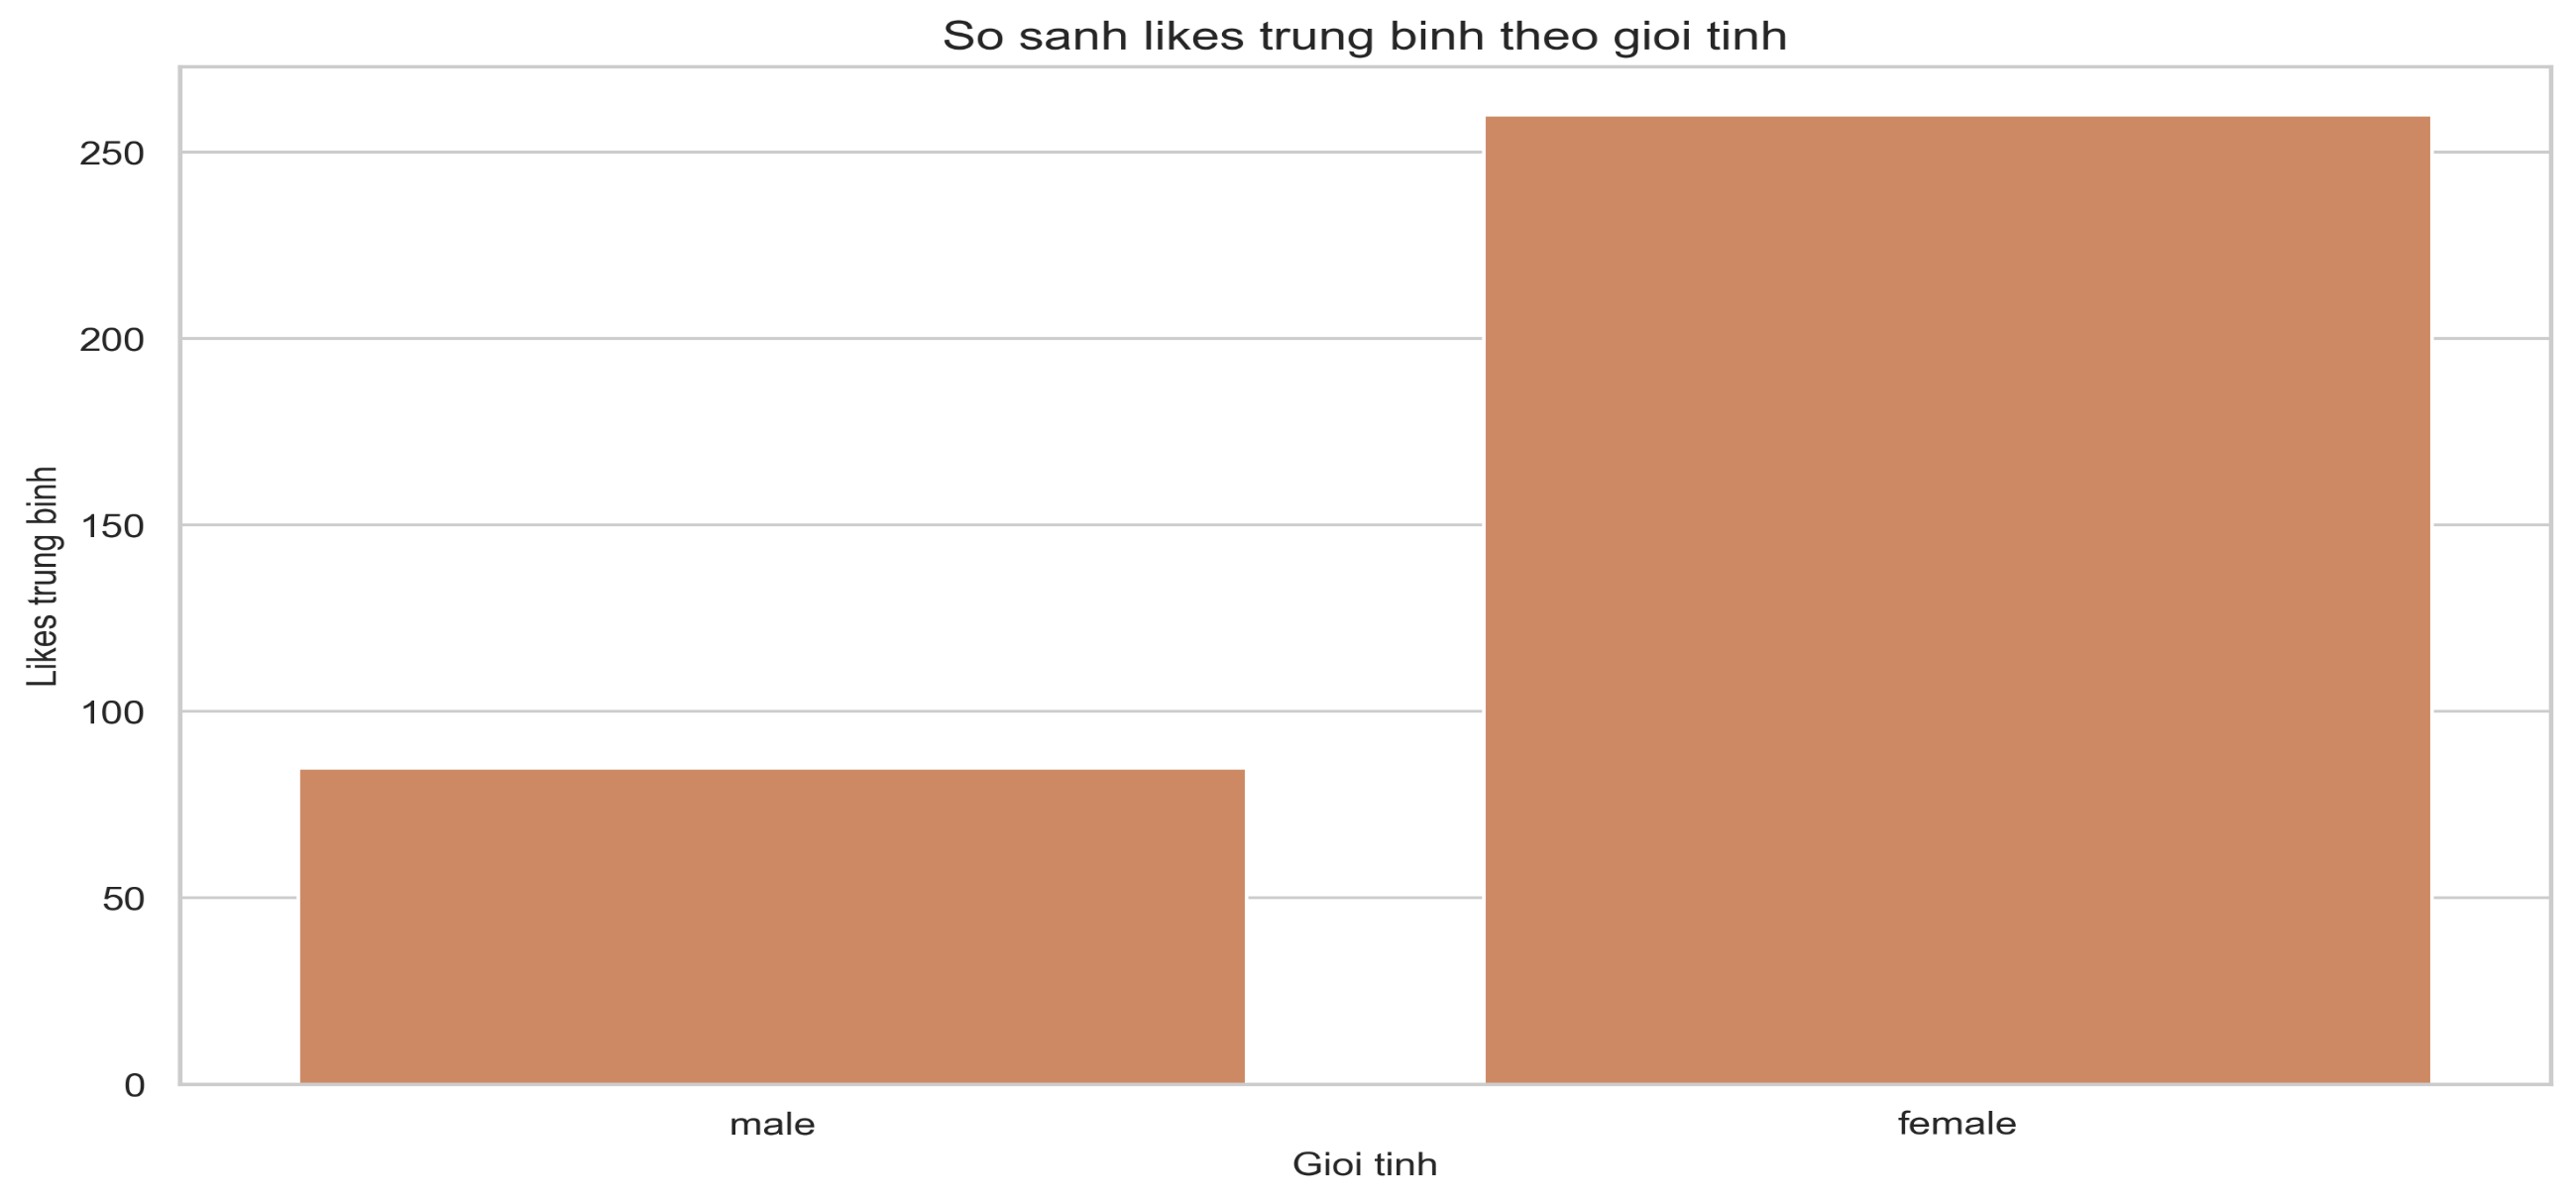 So sanh likes trung binh theo gioi tinh
Likes trung binh
250
200
150
100
50
0
male
female
Gioi tinh